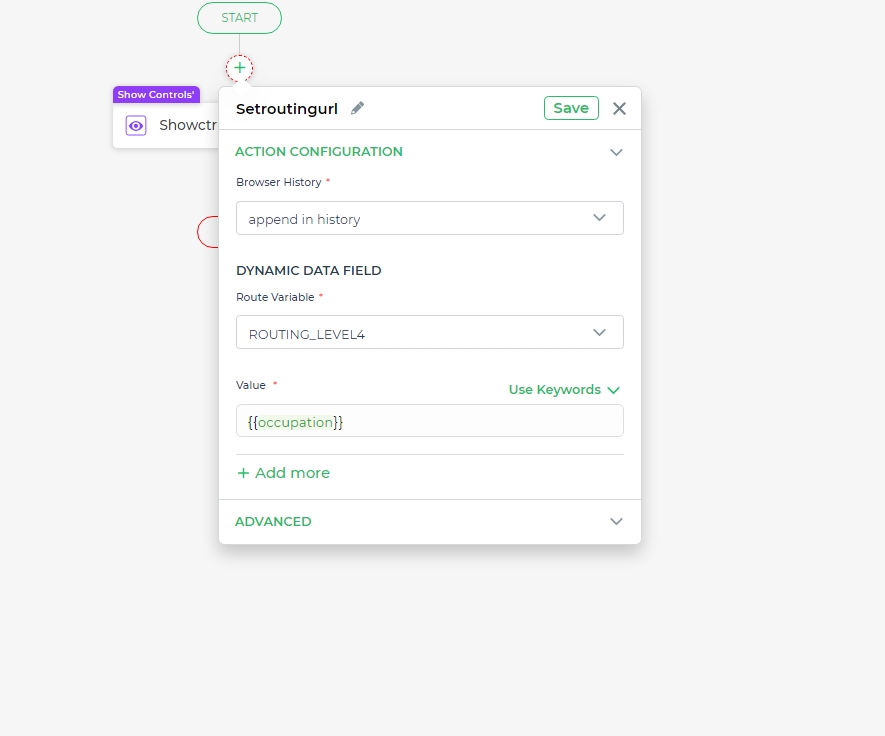 START
+
Show Controls'
Showctr
Setroutingurl
Save
ACTION CONFIGURATION
Browser History *
append in history
DYNAMIC DATA FIELD
Route Variable *
ROUTING_LEVEL4
Value *
Use Keywords
{{occupation}}
+ Add more
ADVANCED